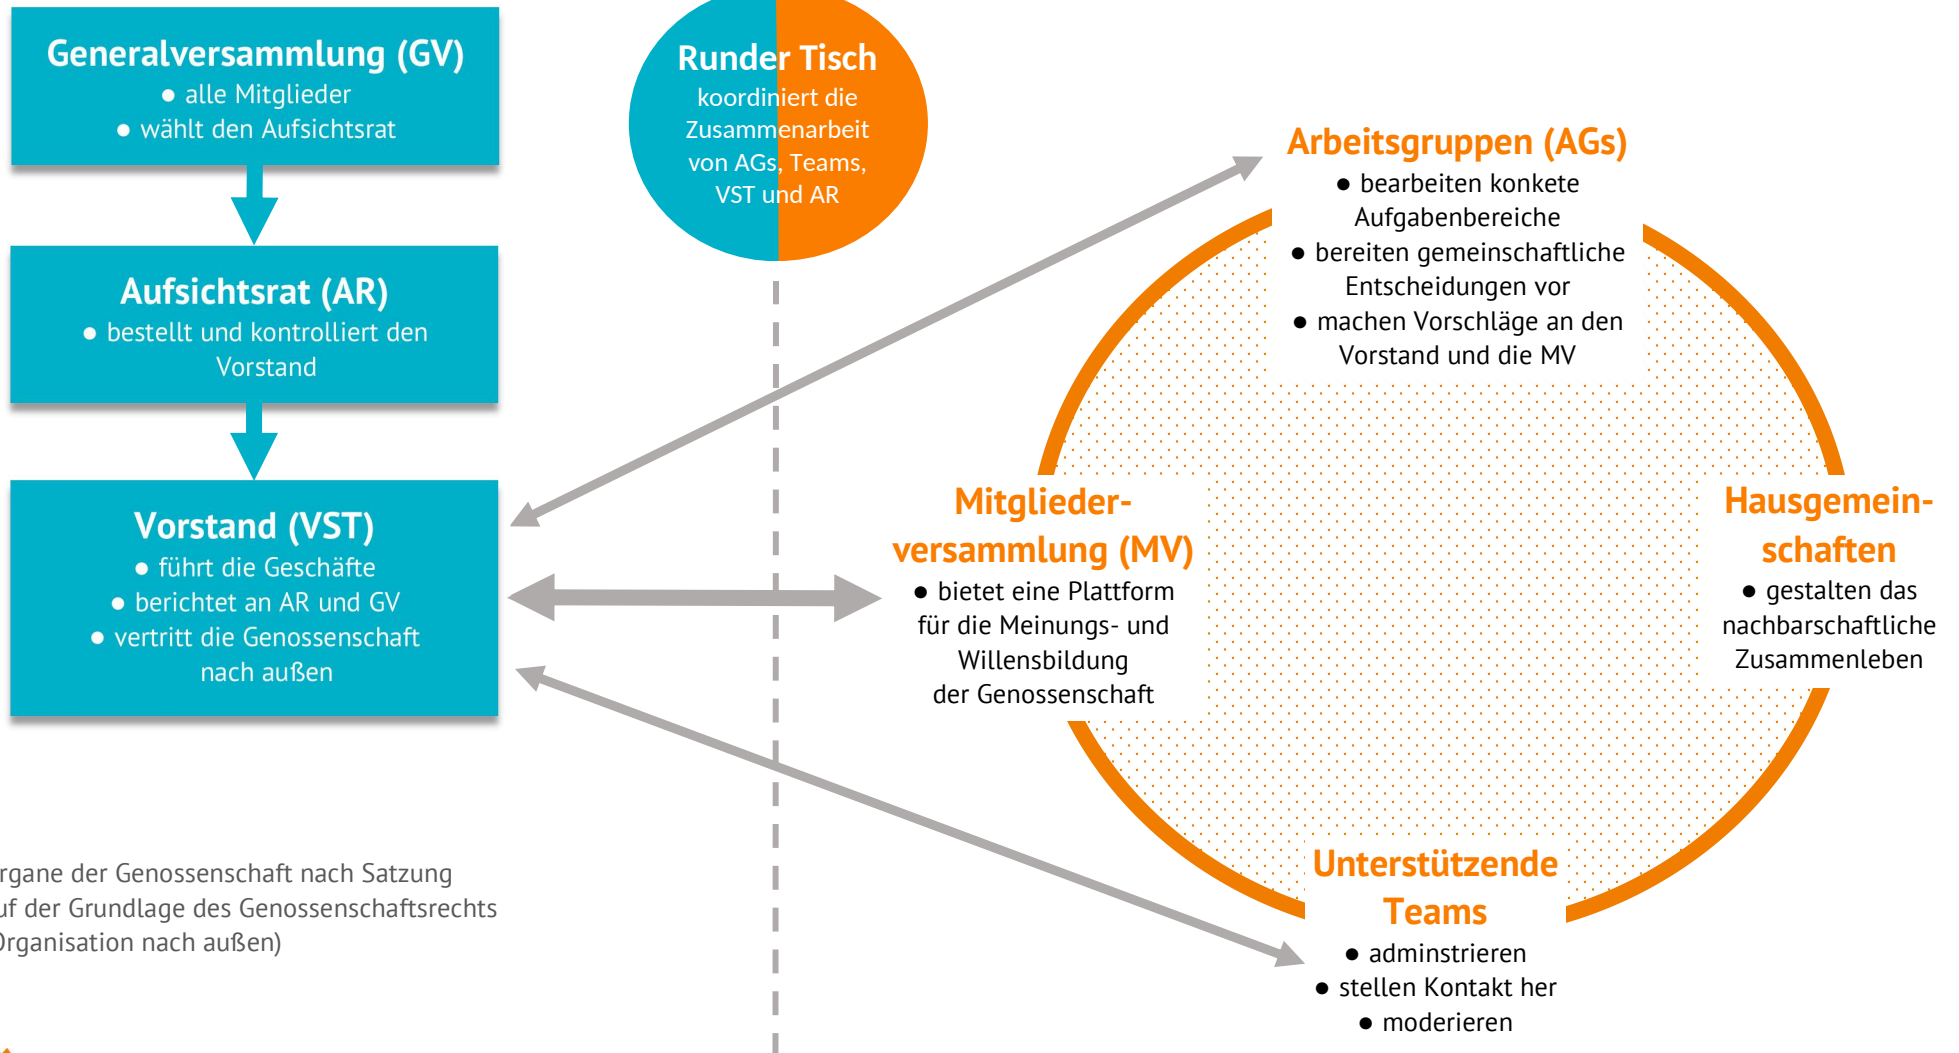 Generalversammlung (GV)
● alle Mitglieder
● wählt den Aufsichtsrat
Aufsichtsrat (AR)
● bestellt und kontrolliert den
Vorstand
Vorstand (VST)
● führt die Geschäfte
● berichtet an AR und GV
● vertritt die Genossenschaft
nach außen
rgane der Genossenschaft nach Satzung
uf der Grundlage des Genossenschaftsrechts
Organisation nach außen)
Runder Tisch
koordiniert die
Zusammenarbeit
von AGs, Teams,
VST und AR
Arbeitsgruppen (AGs)
● bearbeiten konkete
Aufgabenbereiche
● bereiten gemeinschaftliche
Entscheidungen vor
● machen Vorschläge an den
Vorstand und die MV
Mitglieder-
versammlung (MV)
● bietet eine Plattform
für die Meinungs- und
Willensbildung
der Genossenschaft
Hausgemein-
schaften
● gestalten das
nachbarschaftliche
Zusammenleben
Unterstützende
Teams
● adminstrieren
● stellen Kontakt her
● moderieren